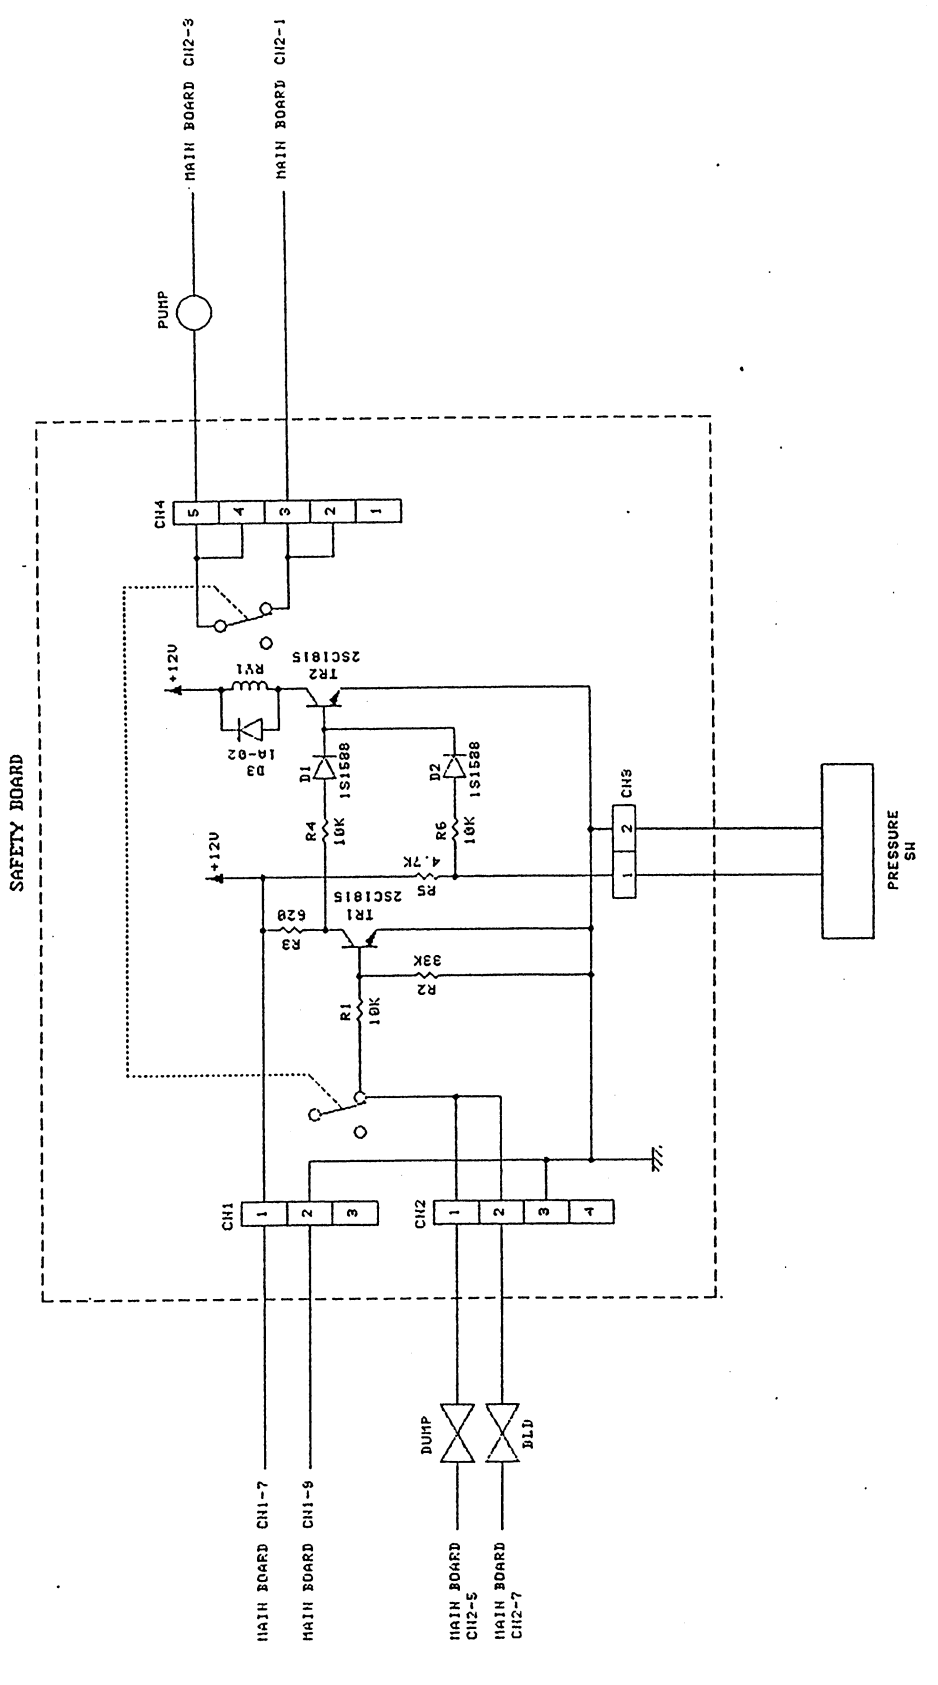 SAFETY BOARD
MAIN BOARD CN1-7
MAIN BOARD CN1-9
MAIN BOARD
CN2-5
MAIN BOARD
CN2-7
DUMP
BLD
CN1
1
2
3
CN2
1
2
3
4
R1
10K
R2
33K
R3
620
TR1
2SC1815
+12V
R5
4.7K
R4
10K
R6
10K
D1
1S1588
D2
1S1588
D3
1A-02
+12V
RY1
TR2
2SC1815
CN3
1
2
PRESSURE
SW
CN4
5
4
3
2
1
PUMP
MAIN BOARD CN2-3
MAIN BOARD CN2-1